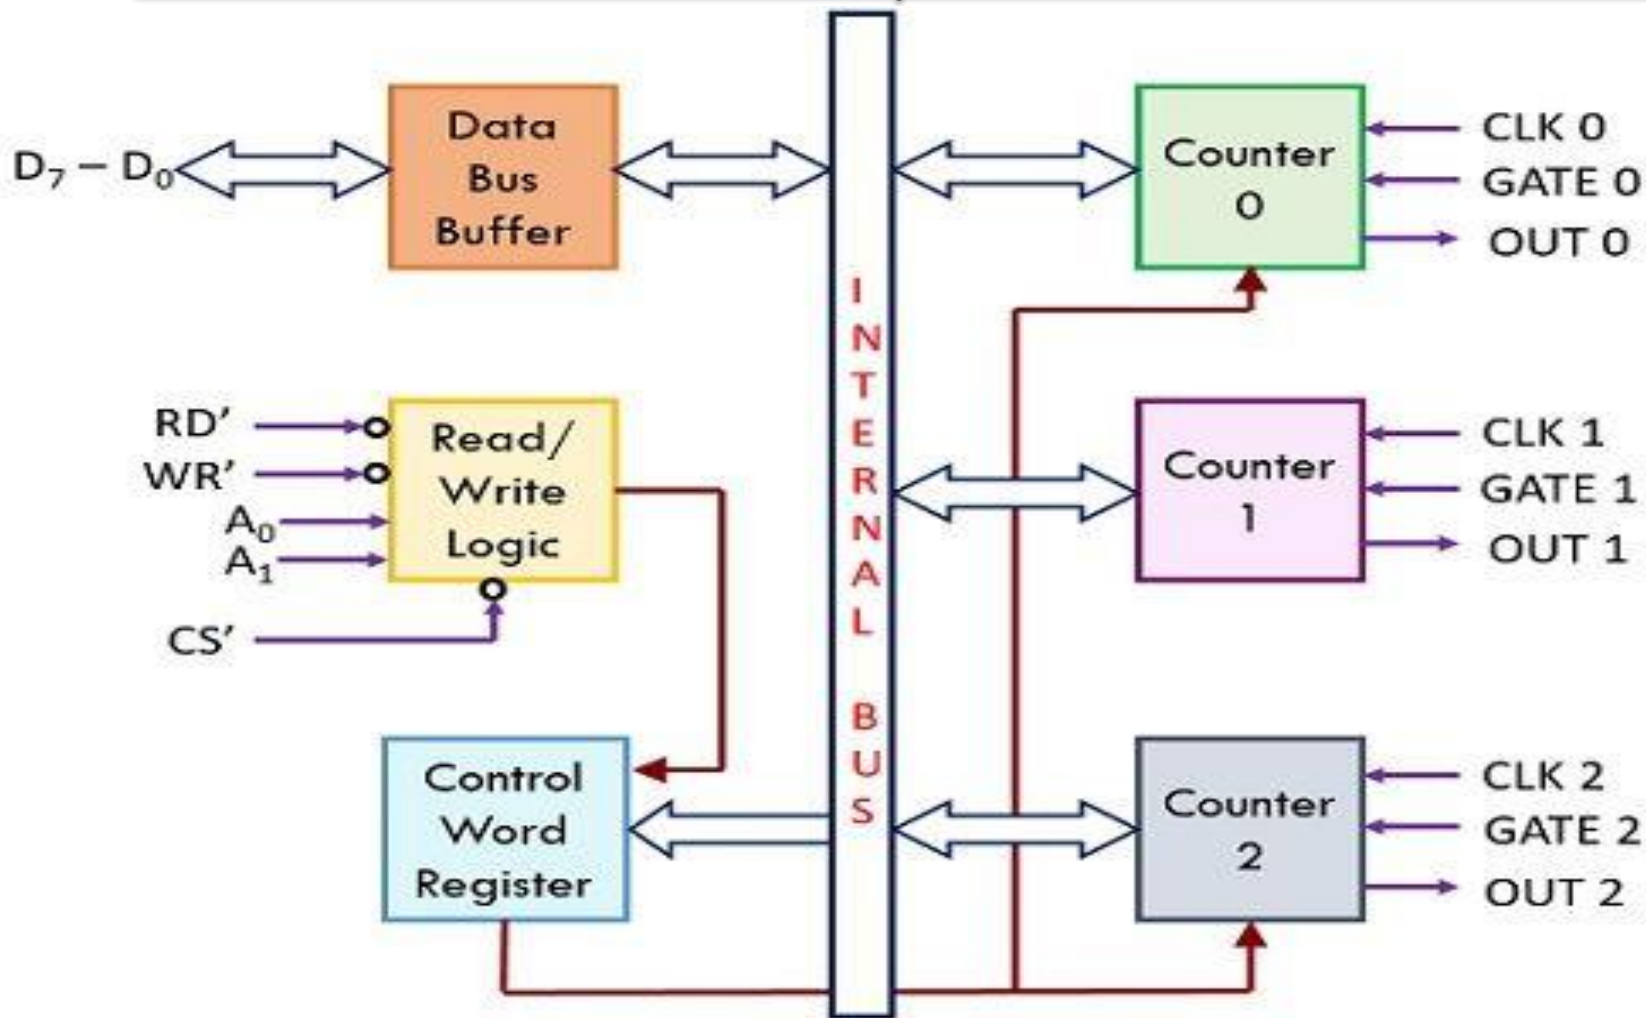 D₇ – D₀
Data
Bus
Buffer
Counter
0
CLK 0
GATE 0
OUT 0
INTERNAL BUS
RD’
WR’
A₀
A₁
CS’
Read/
Write
Logic
Counter
1
CLK 1
GATE 1
OUT 1
Control
Word
Register
Counter
2
CLK 2
GATE 2
OUT 2